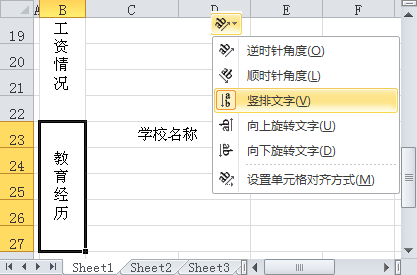 A B C D E F
19
20
21
22
23
24
25
26
27
工资情况
教育经历
学校名称
逆时针角度(O)
顺时针角度(L)
竖排文字(V)
向上旋转文字(U)
向下旋转文字(D)
设置单元格对齐方式(M)
Sheet1 Sheet2 Sheet3